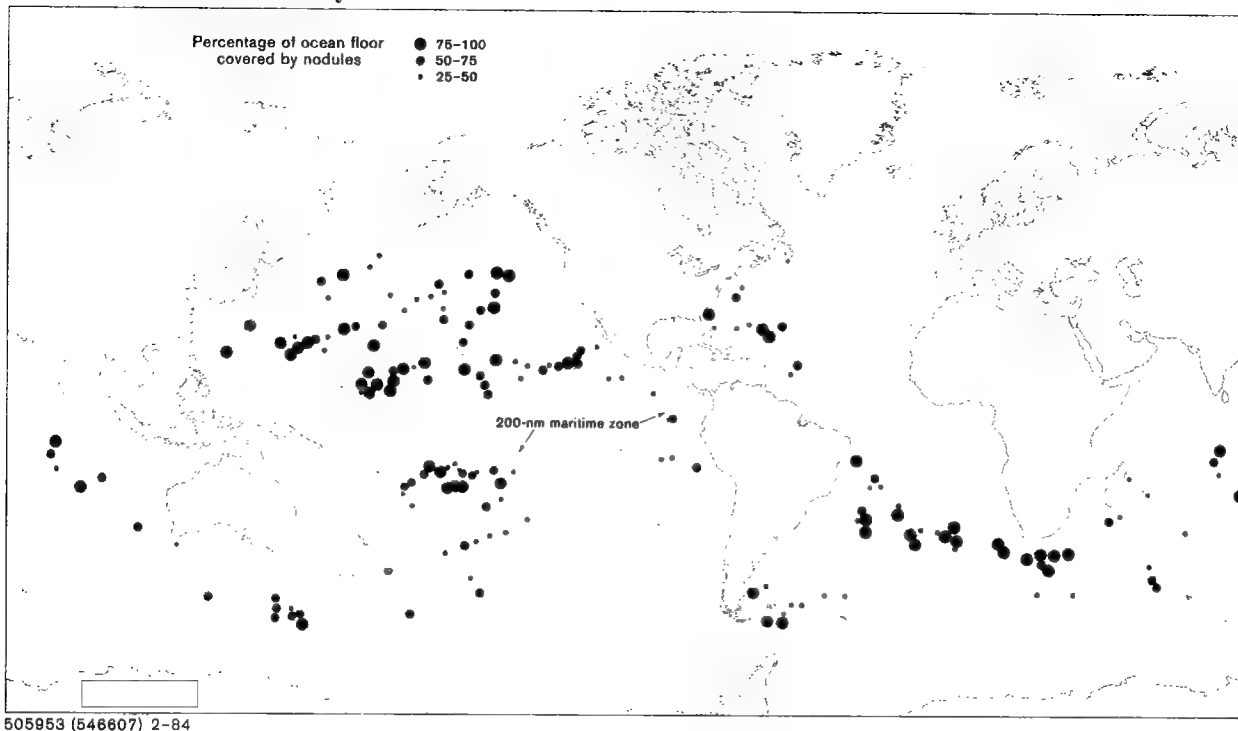 Percentage of ocean floor
covered by nodules
75–100
50–75
25–50
200-nm maritime zone
505953 (546607) 2-84